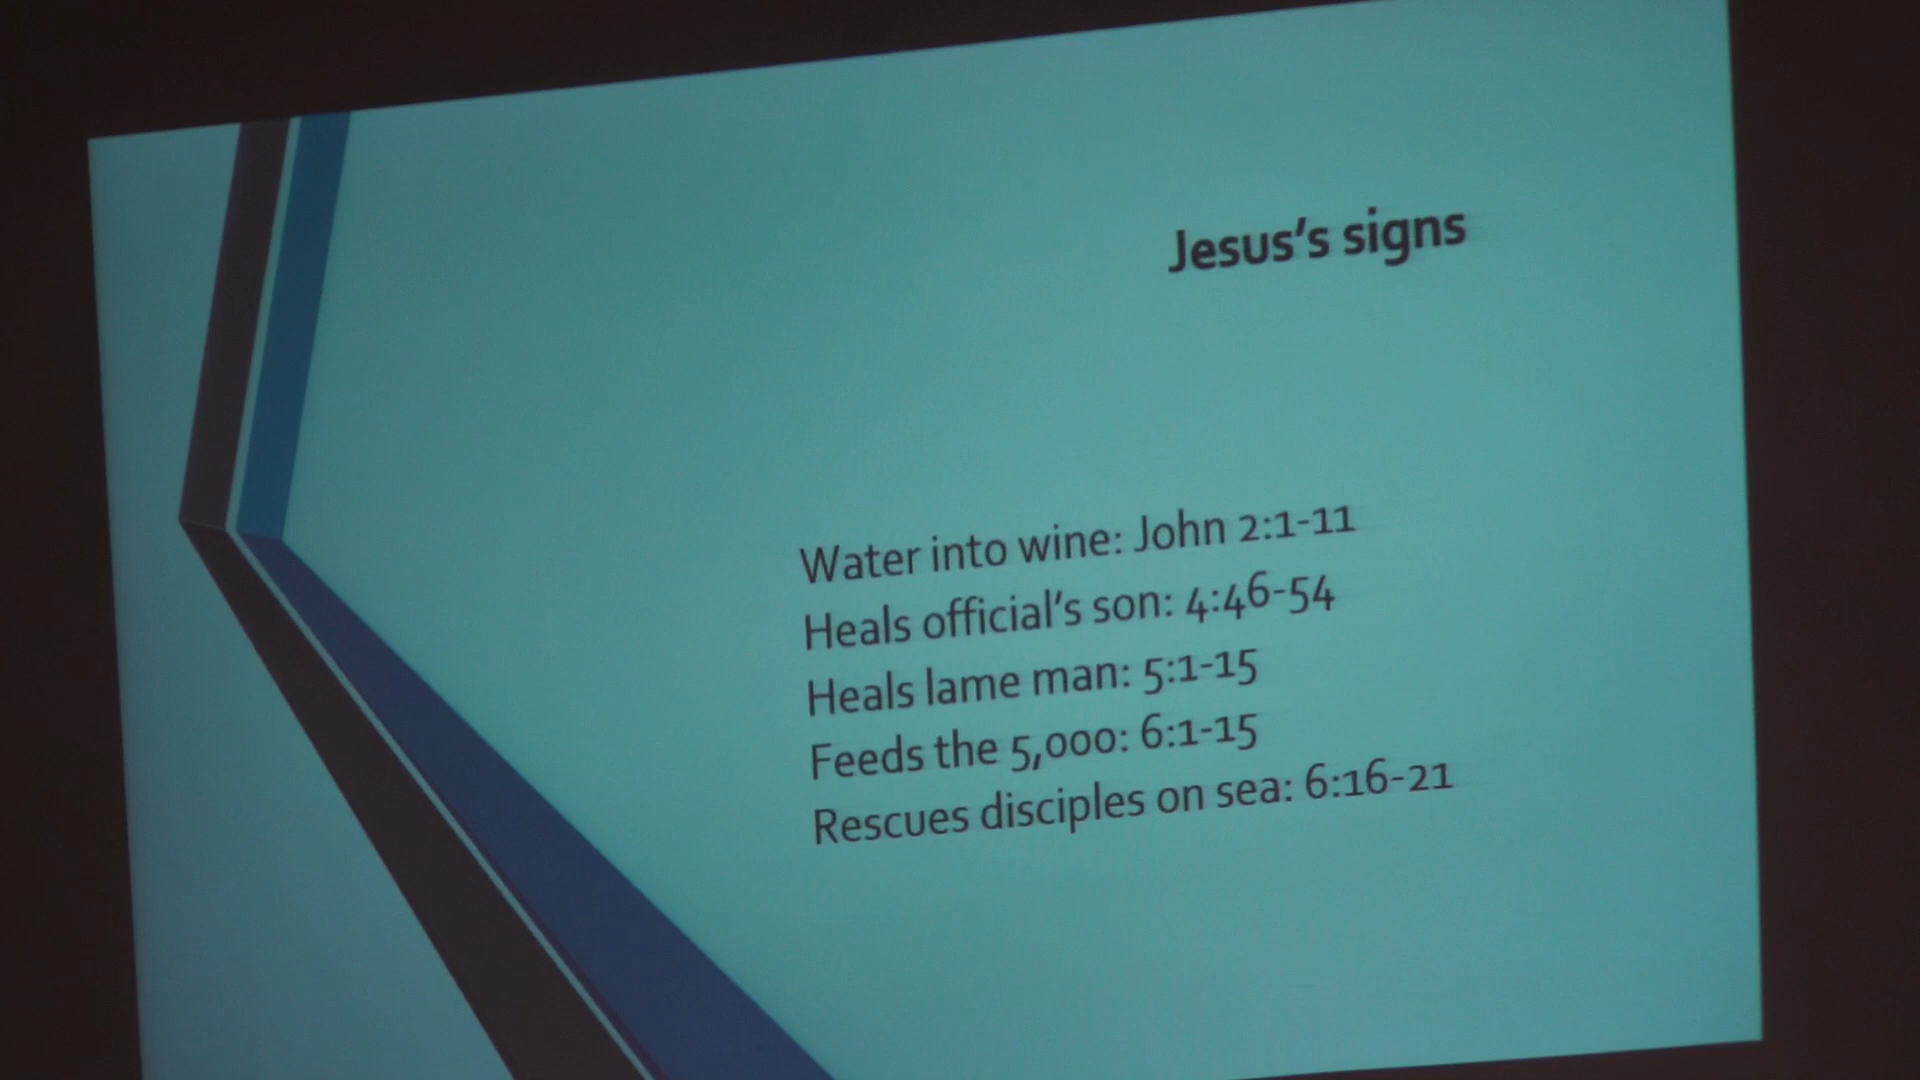 Jesus’s signs
Water into wine: John 2:1-11
Heals official’s son: 4:46-54
Heals lame man: 5:1-15
Feeds the 5,000: 6:1-15
Rescues disciples on sea: 6:16-21